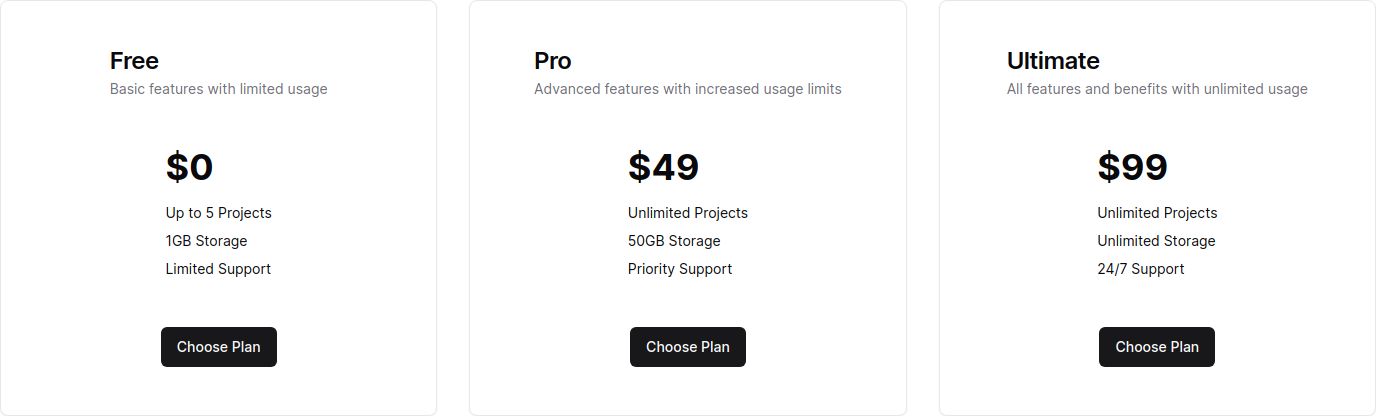 Free
Basic features with limited usage
$0
Up to 5 Projects
1GB Storage
Limited Support
Choose Plan
Pro
Advanced features with increased usage limits
$49
Unlimited Projects
50GB Storage
Priority Support
Choose Plan
Ultimate
All features and benefits with unlimited usage
$99
Unlimited Projects
Unlimited Storage
24/7 Support
Choose Plan